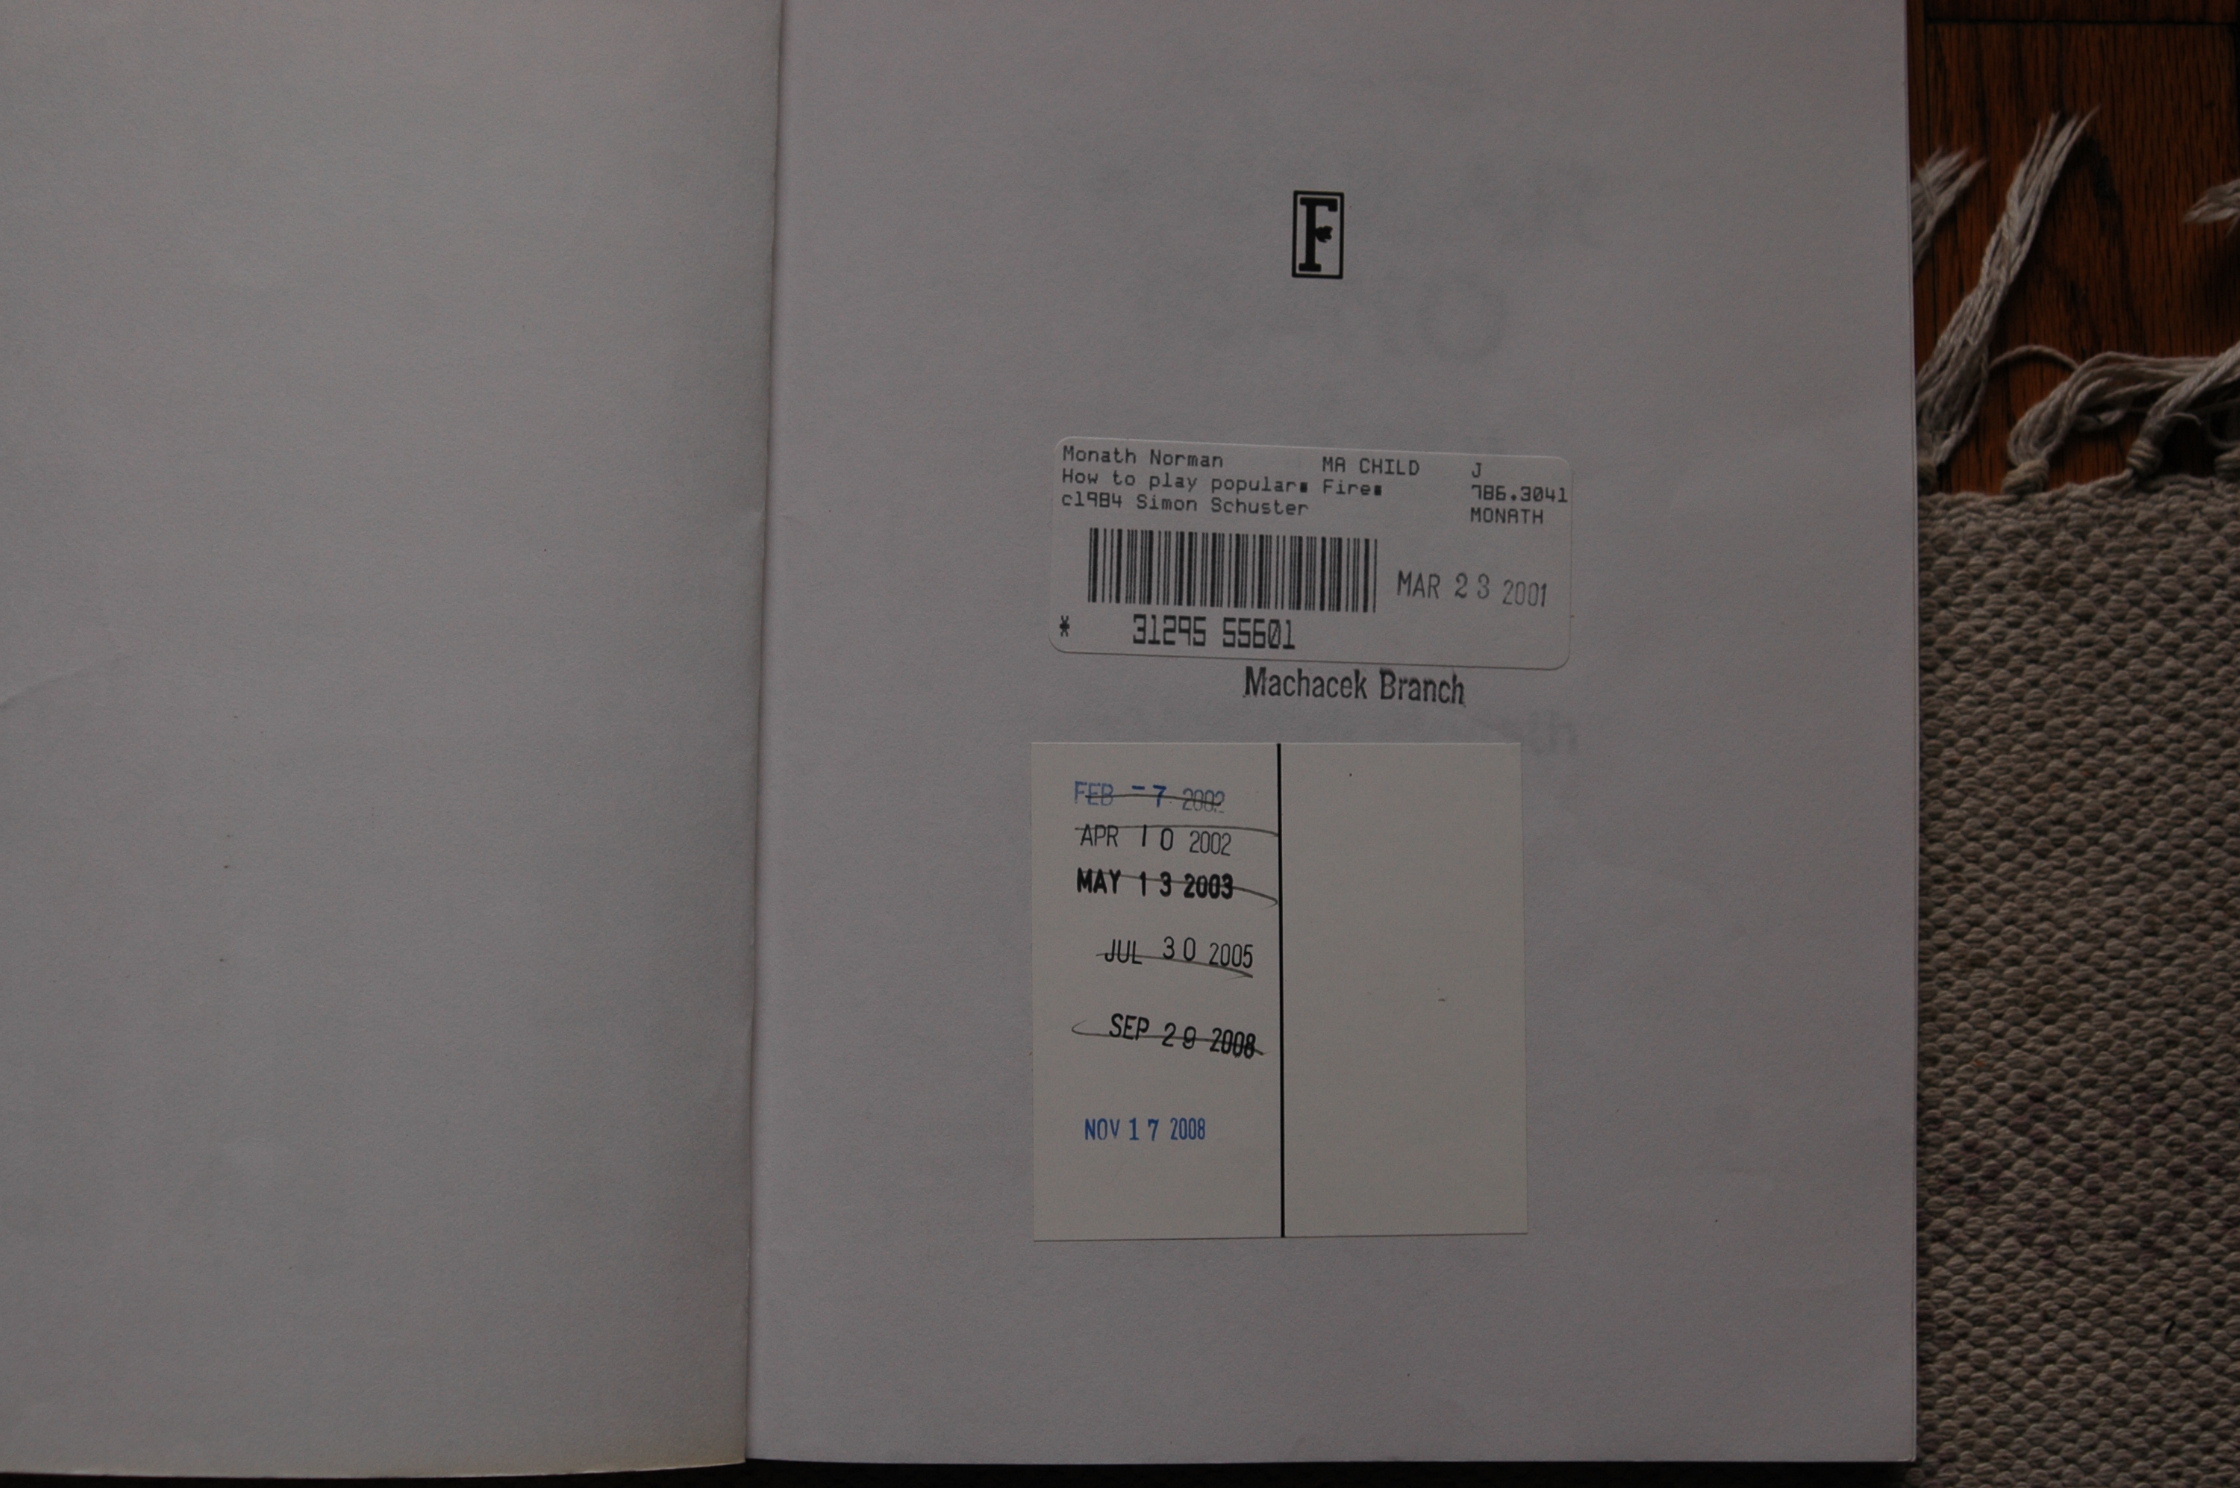 F
Monath Norman MA CHILD J
How to play popular▪ Fire▪ 786.3041
c1984 Simon Schuster MONATH
MAR 23 2001
* 31295 55601
Machacek Branch
FEB -7 2002
APR 10 2002
MAY 13 2003
JUL 30 2005
SEP 29 2008
NOV 17 2008